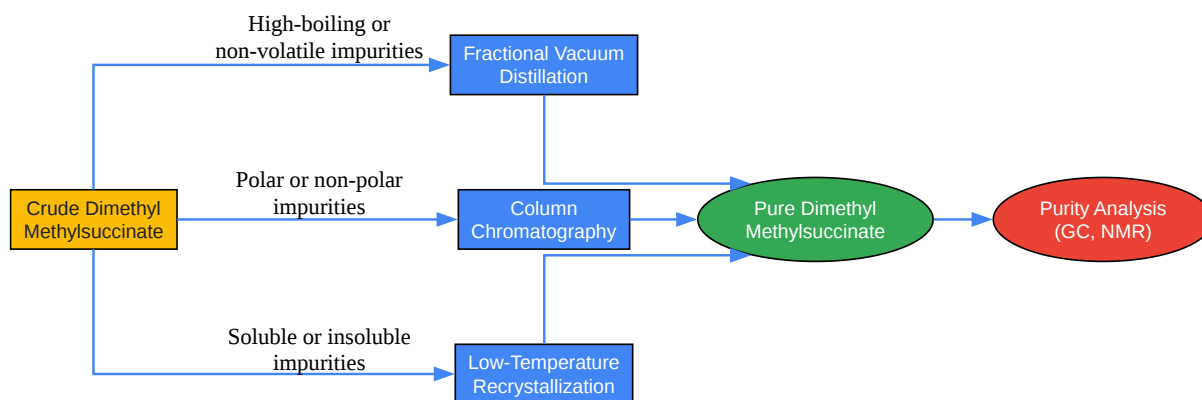 High-boiling or
non-volatile impurities
Fractional Vacuum
Distillation
Crude Dimethyl
Methylsuccinate
Polar or non-polar
impurities
Column
Chromatography
Pure Dimethyl
Methylsuccinate
Purity Analysis
(GC, NMR)
Soluble or insoluble
impurities
Low-Temperature
Recrystallization